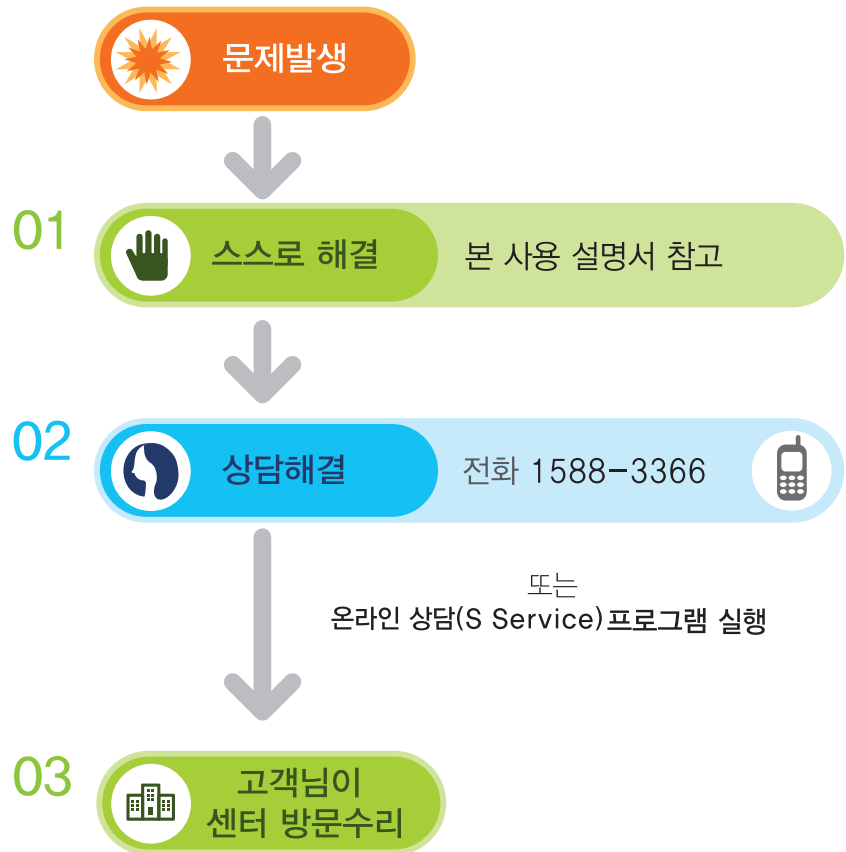 문제발생
01
스스로 해결
본 사용 설명서 참고
02
상담해결
전화 1588-3366
또는
온라인 상담(S Service) 프로그램 실행
03
고객님이
센터 방문수리